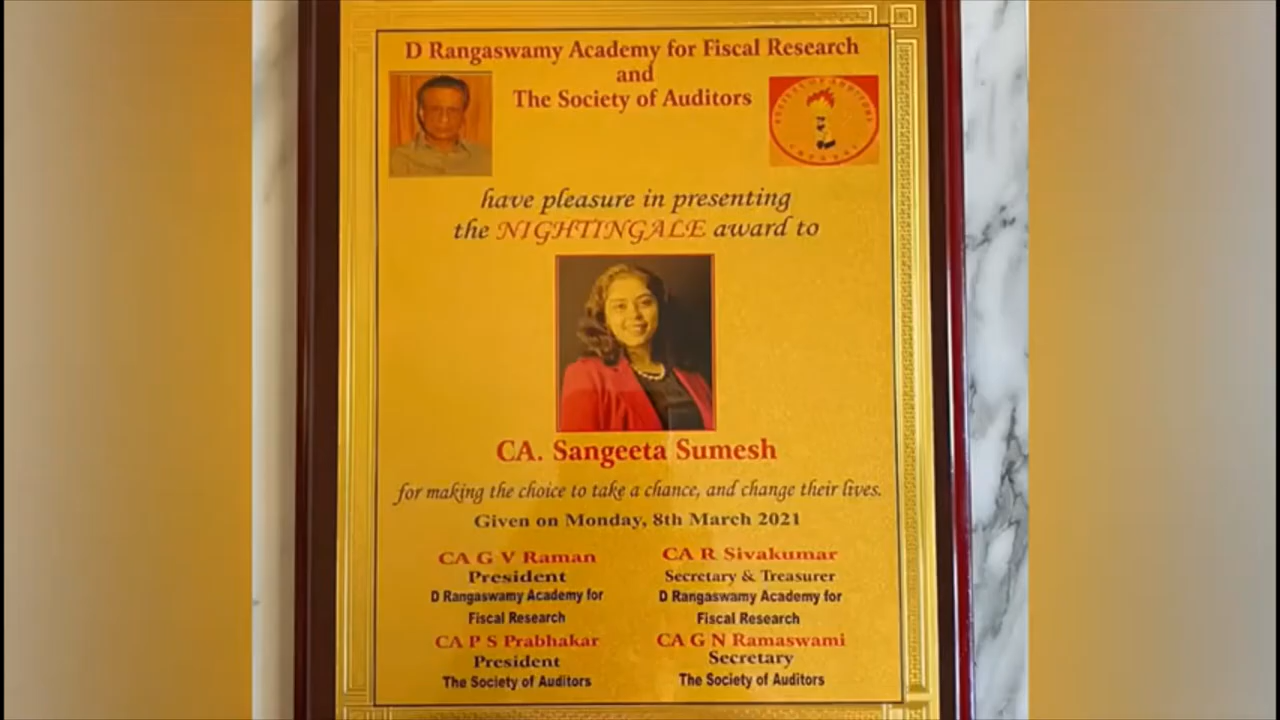 D Rangaswamy Academy for Fiscal Research
and
The Society of Auditors
have pleasure in presenting
the NIGHTINGALE award to
CA. Sangeeta Sumesh
for making the choice to take a chance, and change their lives.
Given on Monday, 8th March 2021
CA G V Raman
President
D Rangaswamy Academy for
Fiscal Research
CA R Sivakumar
Secretary & Treasurer
D Rangaswamy Academy for
Fiscal Research
CA P S Prabhakar
President
The Society of Auditors
CA G N Ramaswami
Secretary
The Society of Auditors